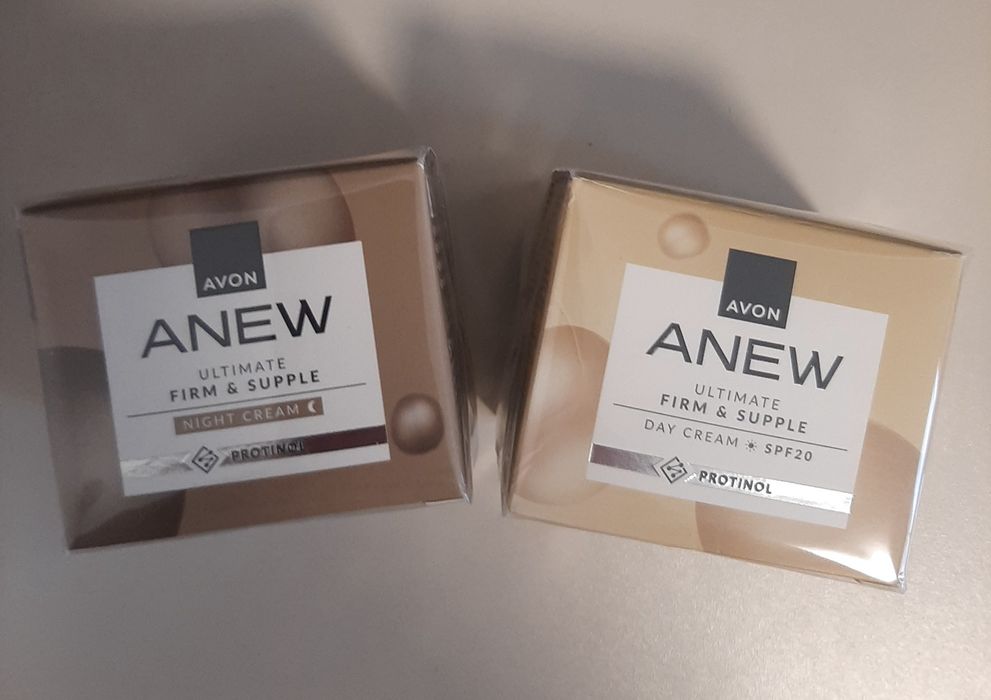 AVON
ANEW
ULTIMATE
FIRM & SUPPLE
NIGHT CREAM
PROTINOL
AVON
ANEW
ULTIMATE
FIRM & SUPPLE
DAY CREAM SPF20
PROTINOL